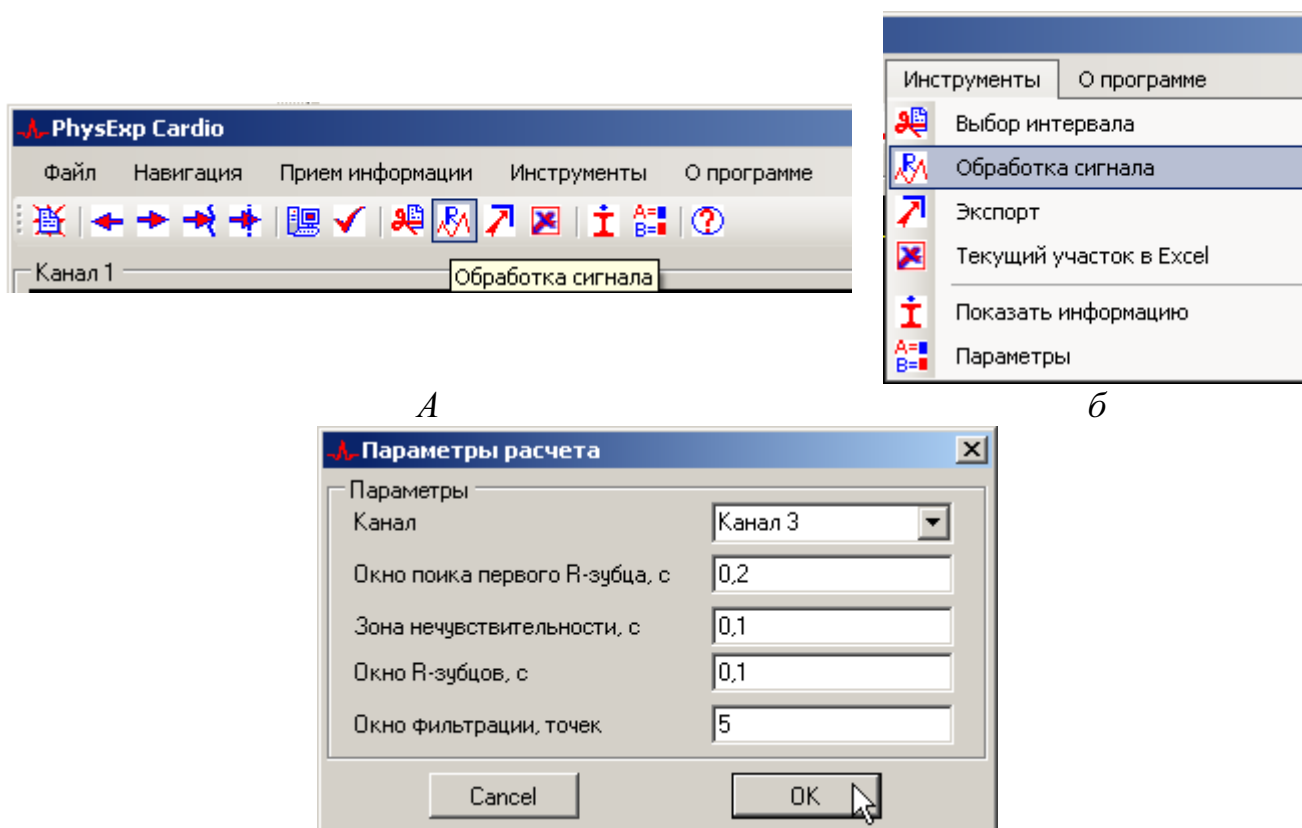 PhysExp Cardio
Файл Навигация Прием информации Инструменты О программе
A=
B=
Канал 1
Обработка сигнала
Инструменты О программе
Выбор интервала
Обработка сигнала
Экспорт
Текущий участок в Excel
Показать информацию
A=
B=
Параметры
А
б
Параметры расчета
Параметры
Канал Канал 3
Окно поика первого R-зубца, с 0,2
Зона нечувствительности, с 0,1
Окно R-зубцов, с 0,1
Окно фильтрации, точек 5
Cancel OK